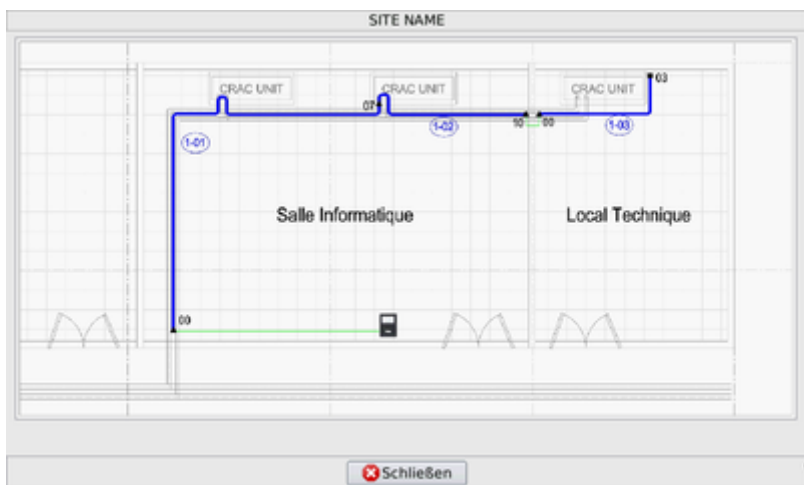 SITE NAME
CRAC UNIT
CRAC UNIT
CRAC UNIT
03
07
10
00
1-01
1-02
1-03
Salle Informatique
Local Technique
00
Schließen